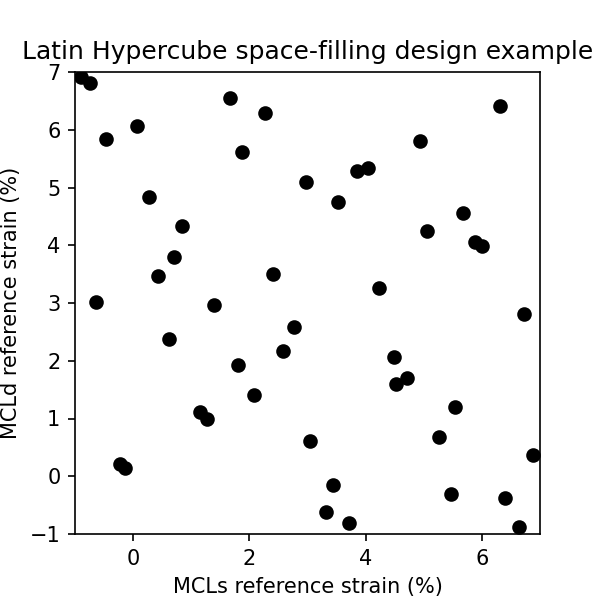 Latin Hypercube space-filling design example
7
6
5
4
3
2
1
0
−1
MCLd reference strain (%)
0 2 4 6
MCLs reference strain (%)